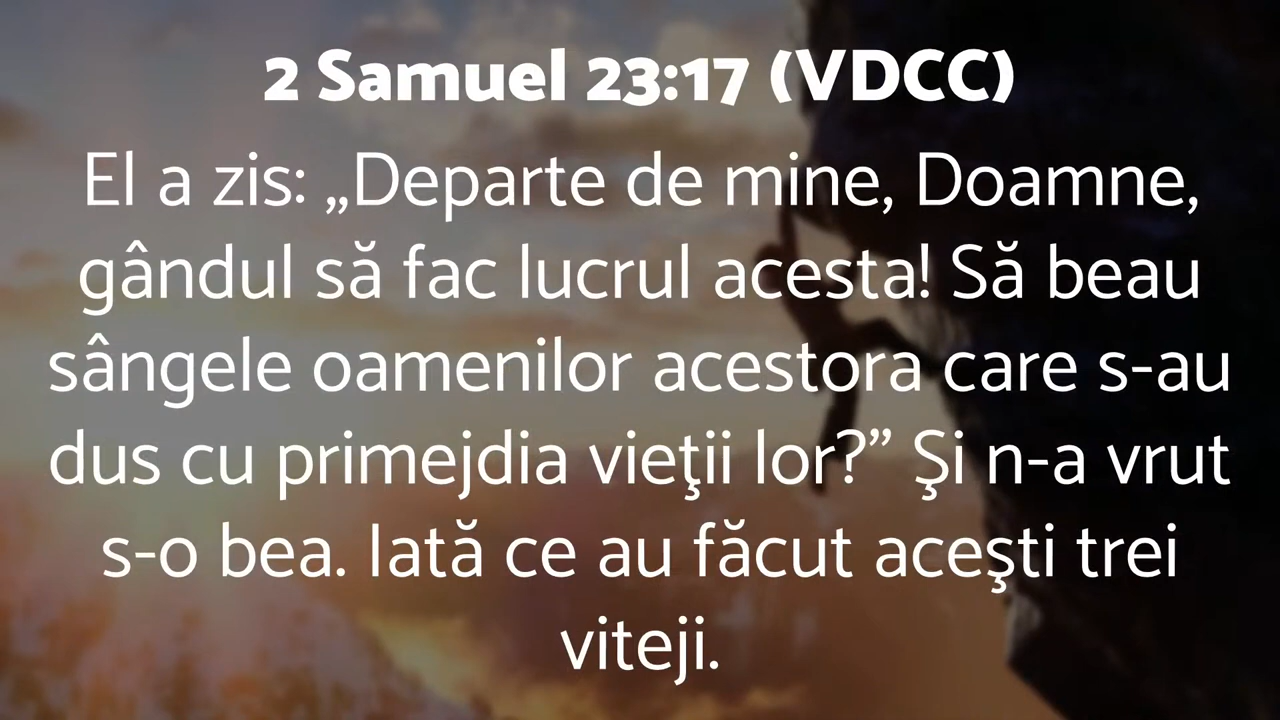 2 Samuel 23:17 (VDCC)
El a zis: „Departe de mine, Doamne,
gândul să fac lucrul acesta! Să beau
sângele oamenilor acestora care s-au
dus cu primejdia vieţii lor?” Şi n-a vrut
s-o bea. Iată ce au făcut aceşti trei
viteji.